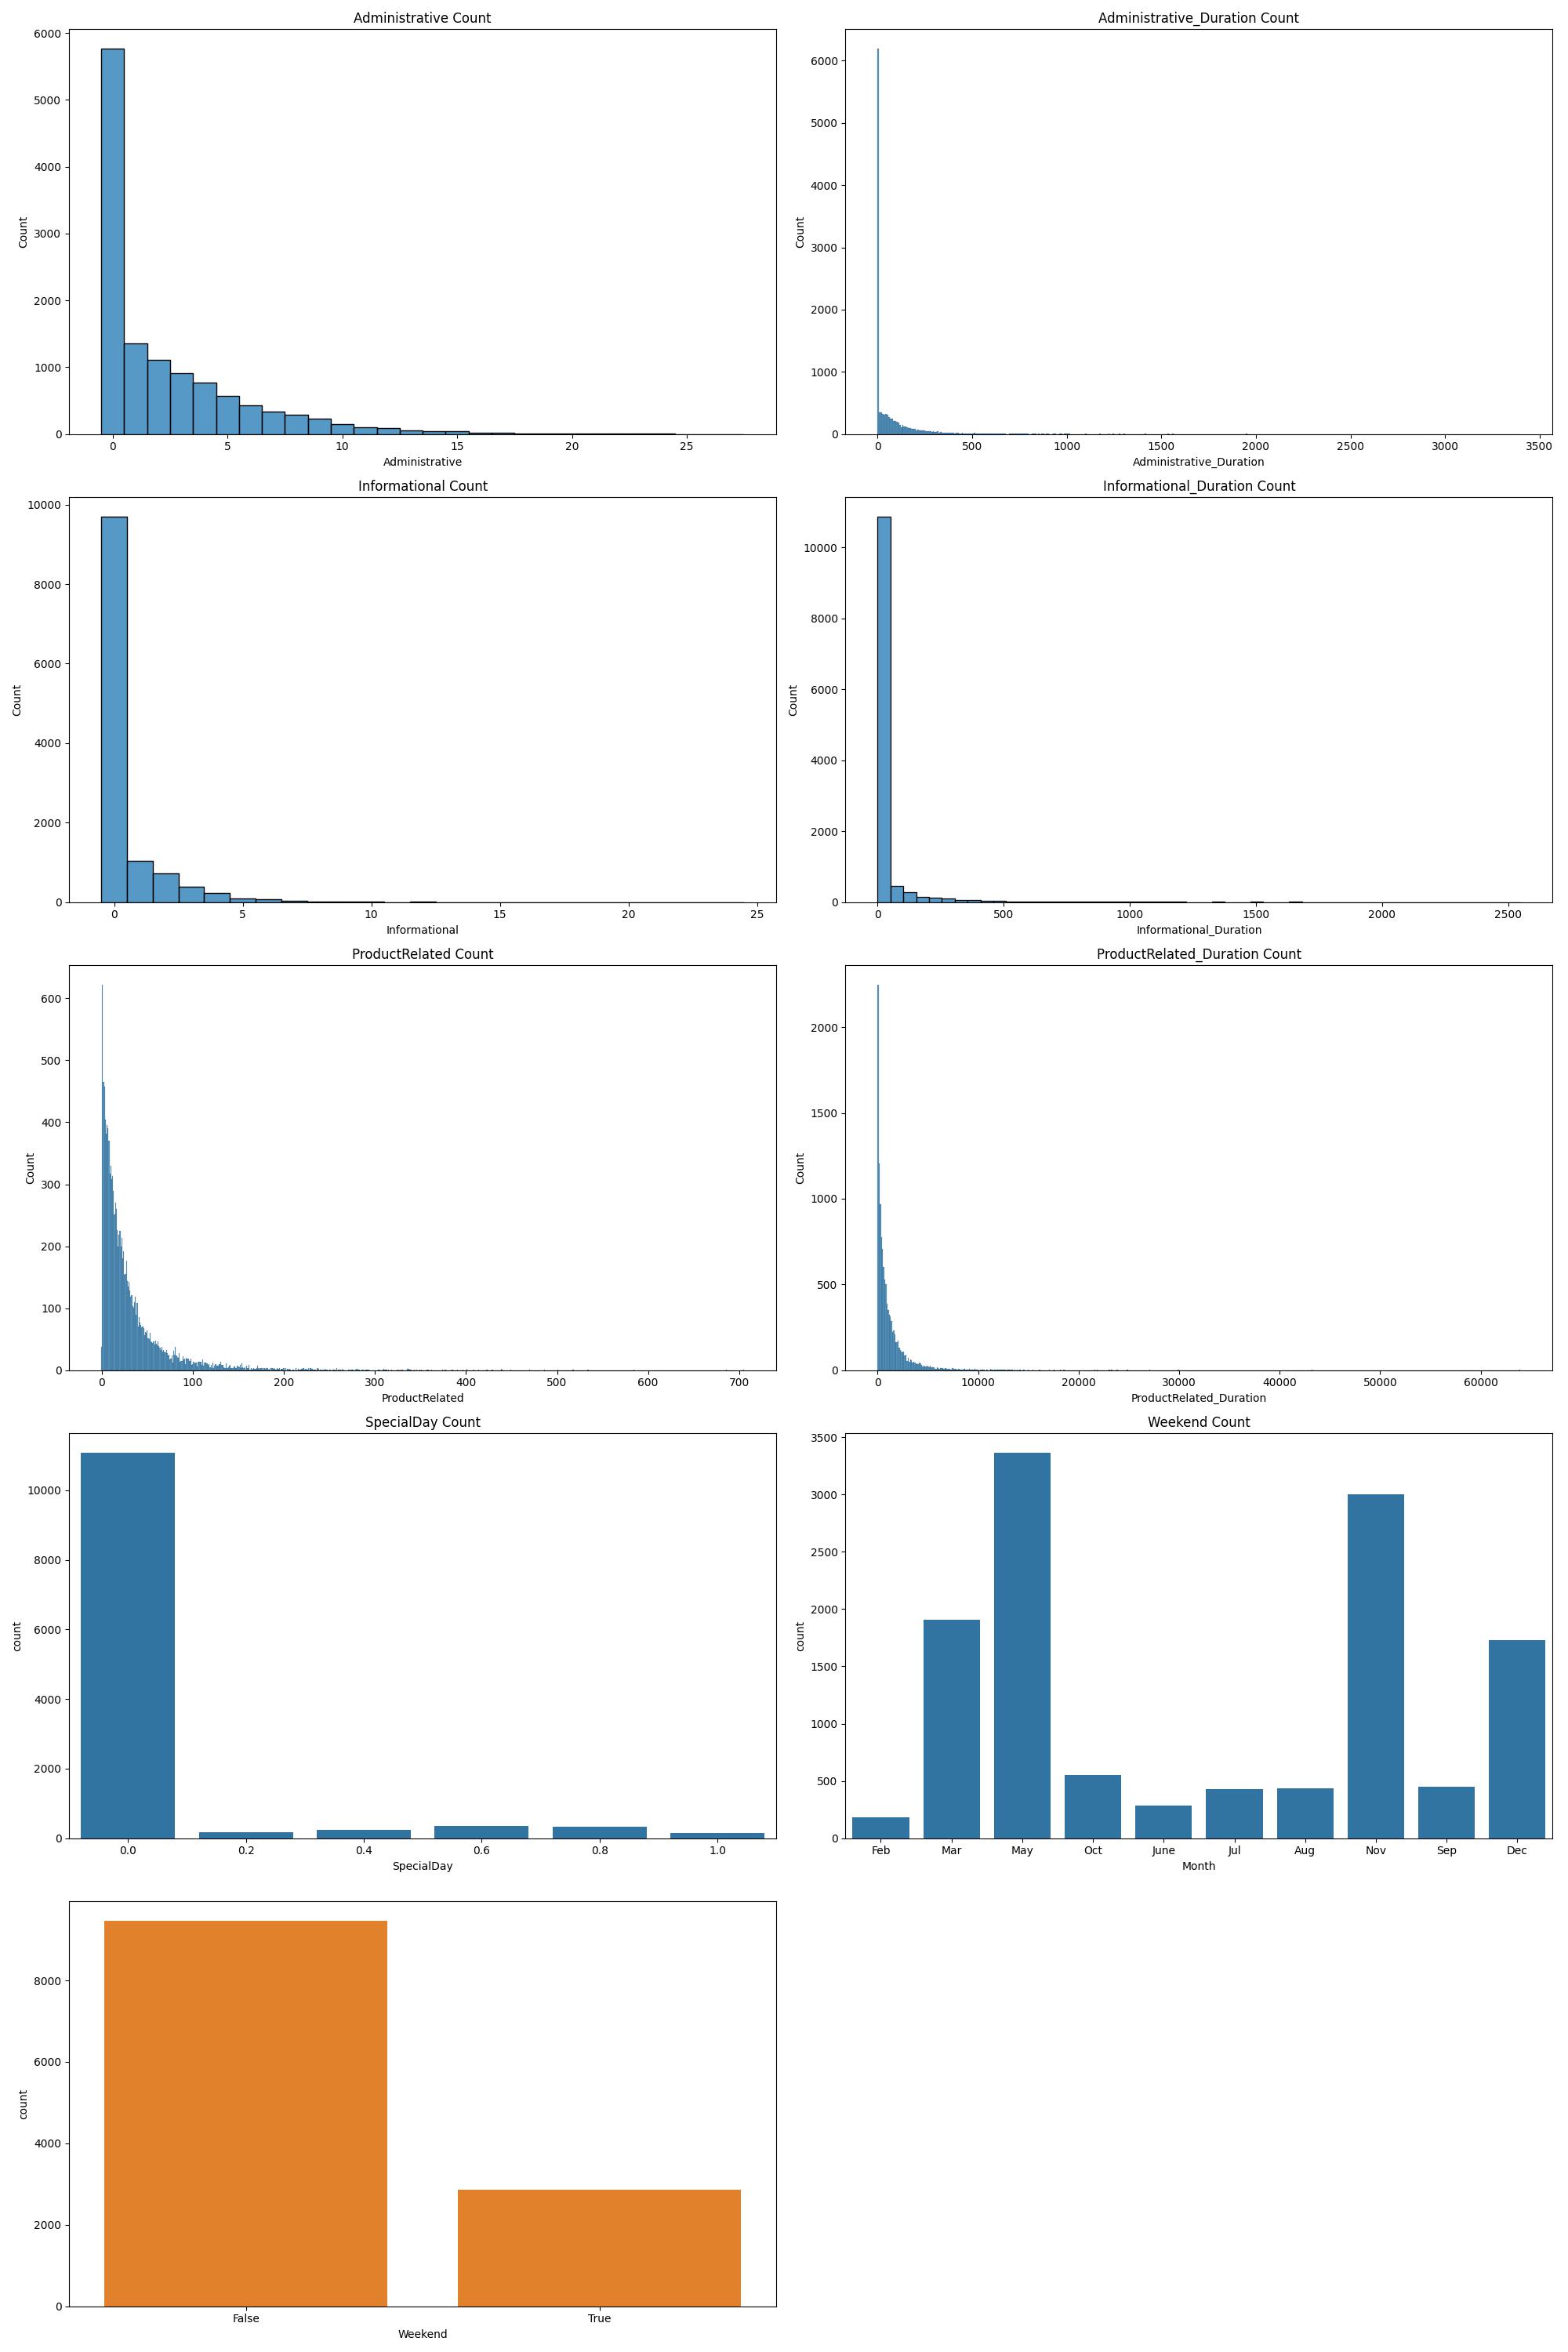 Administrative Count
6000
5000
4000
3000
2000
1000
0
Count
0 5 10 15 20 25
Administrative
Administrative_Duration Count
6000
5000
4000
3000
2000
1000
0
Count
0 500 1000 1500 2000 2500 3000 3500
Administrative_Duration
Informational Count
10000
8000
6000
4000
2000
0
Count
0 5 10 15 20 25
Informational
Informational_Duration Count
10000
8000
6000
4000
2000
0
Count
0 500 1000 1500 2000 2500
Informational_Duration
ProductRelated Count
600
500
400
300
200
100
0
Count
0 100 200 300 400 500 600 700
ProductRelated
ProductRelated_Duration Count
2000
1500
1000
500
0
Count
0 10000 20000 30000 40000 50000 60000
ProductRelated_Duration
SpecialDay Count
10000
8000
6000
4000
2000
0
count
0.0 0.2 0.4 0.6 0.8 1.0
SpecialDay
Weekend Count
3500
3000
2500
2000
1500
1000
500
0
count
Feb Mar May Oct June Jul Aug Nov Sep Dec
Month
8000
6000
4000
2000
0
count
False True
Weekend